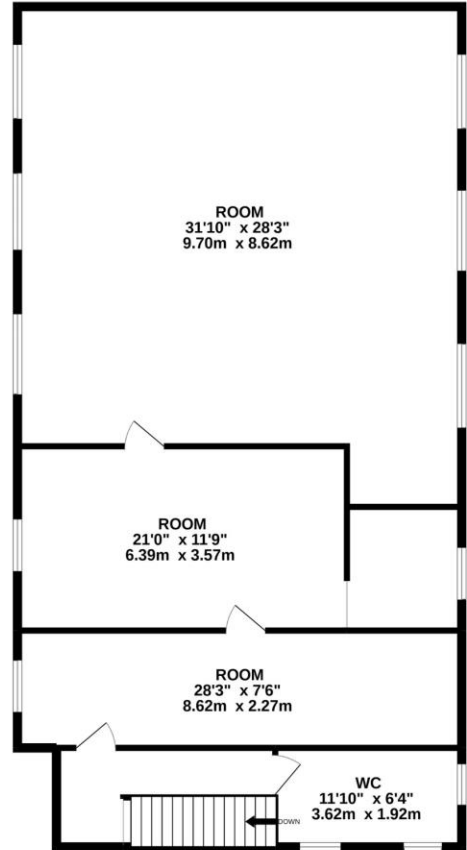 ROOM
31'10" x 28'3"
9.70m x 8.62m
ROOM
21'0" x 11'9"
6.39m x 3.57m
ROOM
28'3" x 7'6"
8.62m x 2.27m
WC
11'10" x 6'4"
3.62m x 1.92m
DOWN